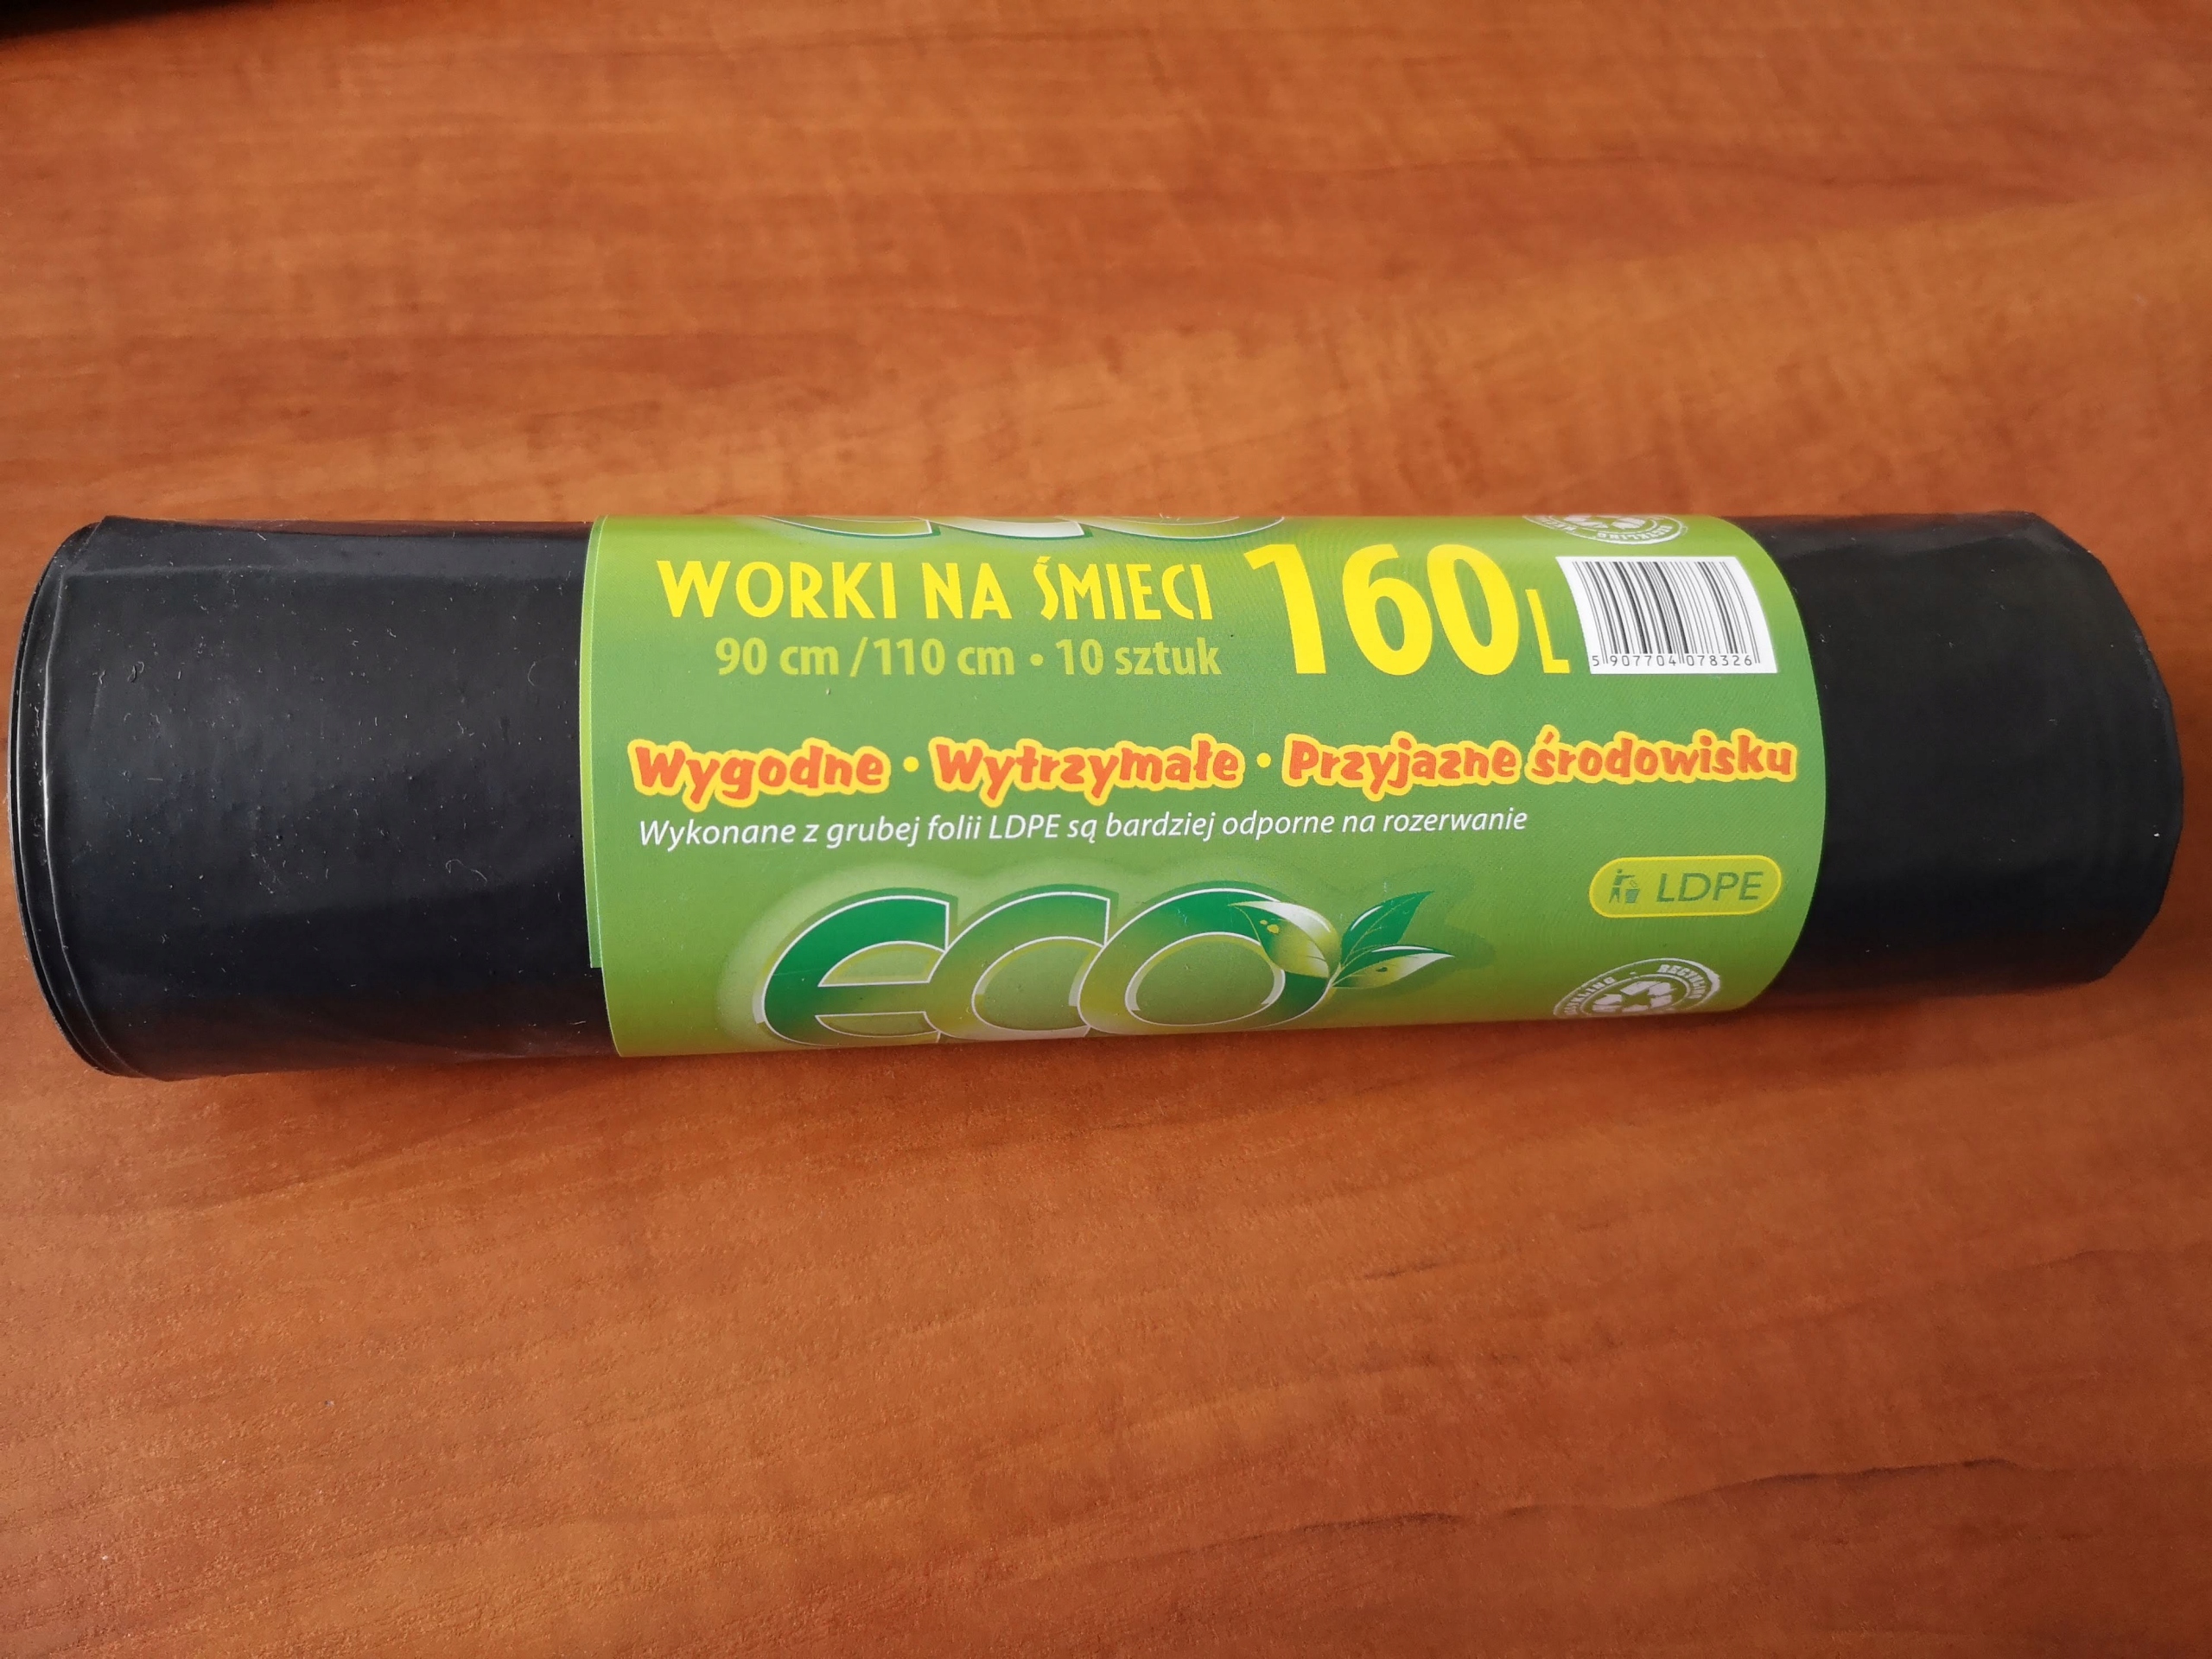 WORKI NA ŚMIECI 160L
90 cm / 110 cm • 10 sztuk
5 907704 078326
Wygodne • Wytrzymałe • Przyjazne środowisku
Wykonane z grubej folii LDPE są bardziej odporne na rozerwanie
LDPE
eco
RECYKLING